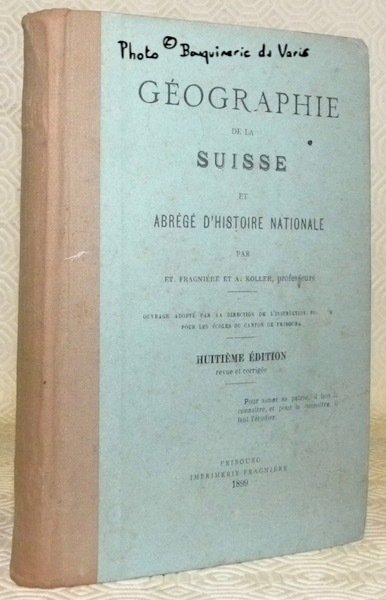 Photo © Bouquinerie du Varis
GÉOGRAPHIE
DE LA
SUISSE
ET
ABRÉGÉ D'HISTOIRE NATIONALE
PAR
ET. FRAGNIÈRE ET A. KOLLER, professeurs
OUVRAGE ADOPTÉ PAR LA DIRECTION DE L'INSTRUCTION
POUR LES ÉCOLES DU CANTON DE FRIBOURG
HUITIÈME ÉDITION
revue et corrigée
Pour aimer sa patrie, il faut la
connaître, et pour la connaître, il
faut l'étudier.
FRIBOURG
IMPRIMERIE FRAGNIÈRE
1899